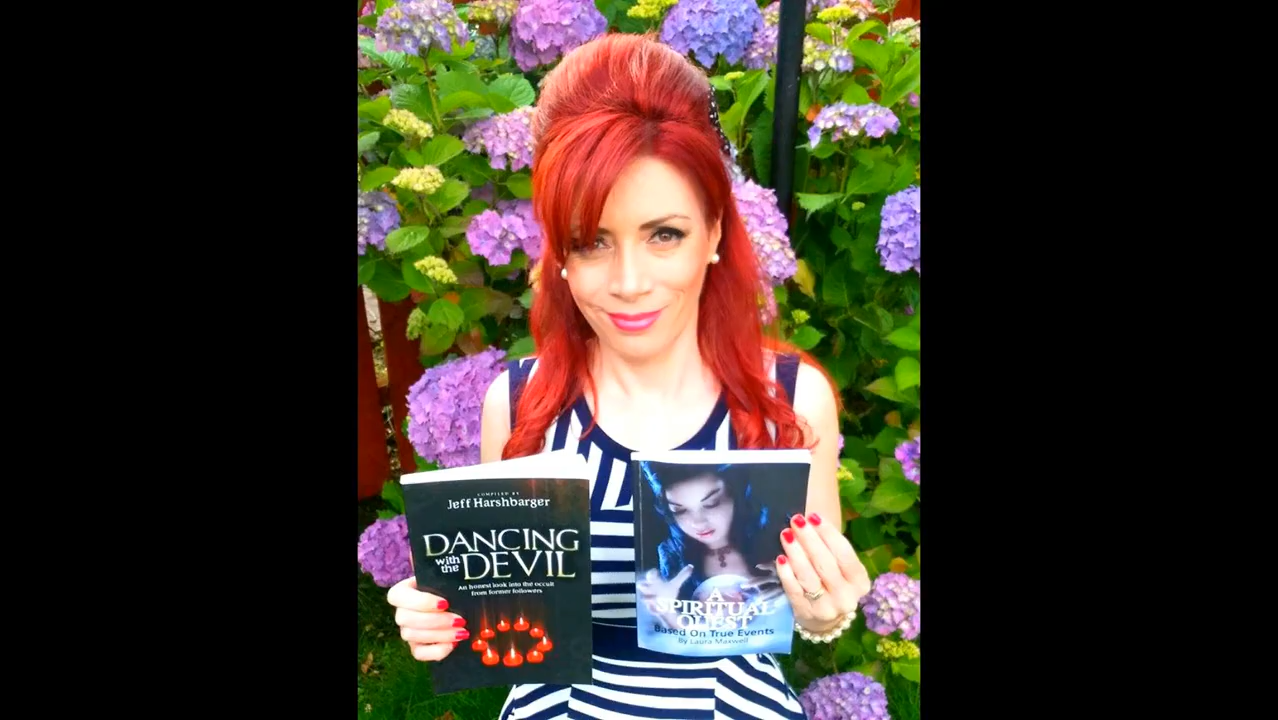 COMPILED BY
Jeff Harshbarger
DANCING
with the DEVIL
An honest look into the occult
from former followers
A
SPIRITUAL
QUEST
Based On True Events
By Laura Maxwell